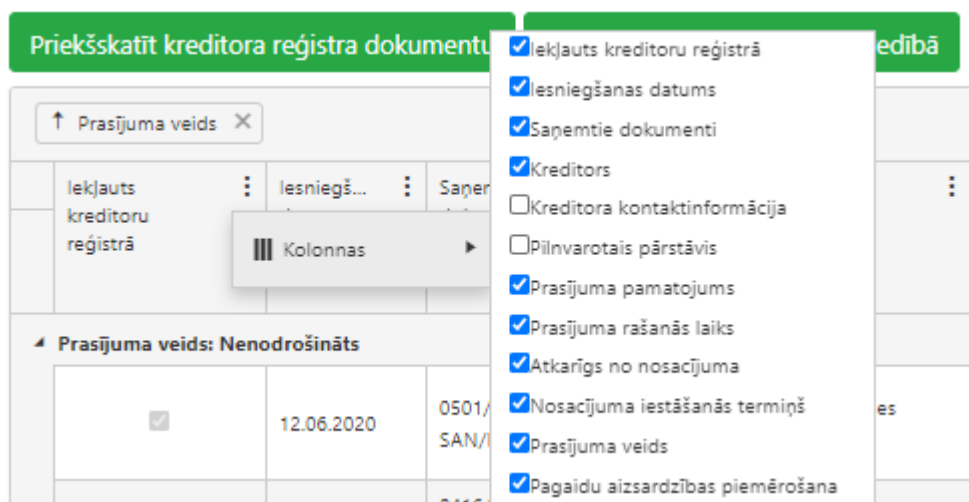 Priekšskatīt kreditora reģistra dokumentu
edībā
Iekļauts kreditoru reģistrā
Iesniegšanas datums
Saņemtie dokumenti
Kreditors
Kreditora kontaktinformācija
Pilnvarotais pārstāvis
Prasījuma pamatojums
Prasījuma rašanās laiks
Atkarīgs no nosacījuma
Nosacījuma iestāšanās termiņš
Prasījuma veids
Pagaidu aizsardzības piemērošana
↑ Prasījuma veids ×
Iekļauts
kreditoru
reģistrā
Iesniegš...
Saņem
Kolonnas
Prasījuma veids: Nenodrošināts
12.06.2020
0501/
SAN/
es